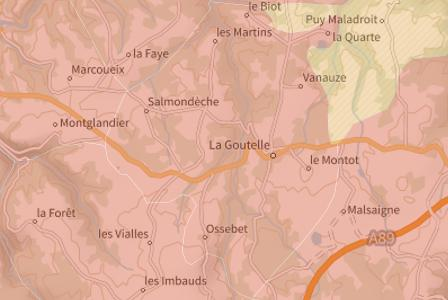 le Biot
Puy Maladroit
les Martins
la Quarte
la Faye
Marcoueix
Vanauze
Salmondèche
Montglandier
La Goutelle
le Montot
la Forêt
Malsaigne
les Vialles
Ossebet
A89
les Imbauds